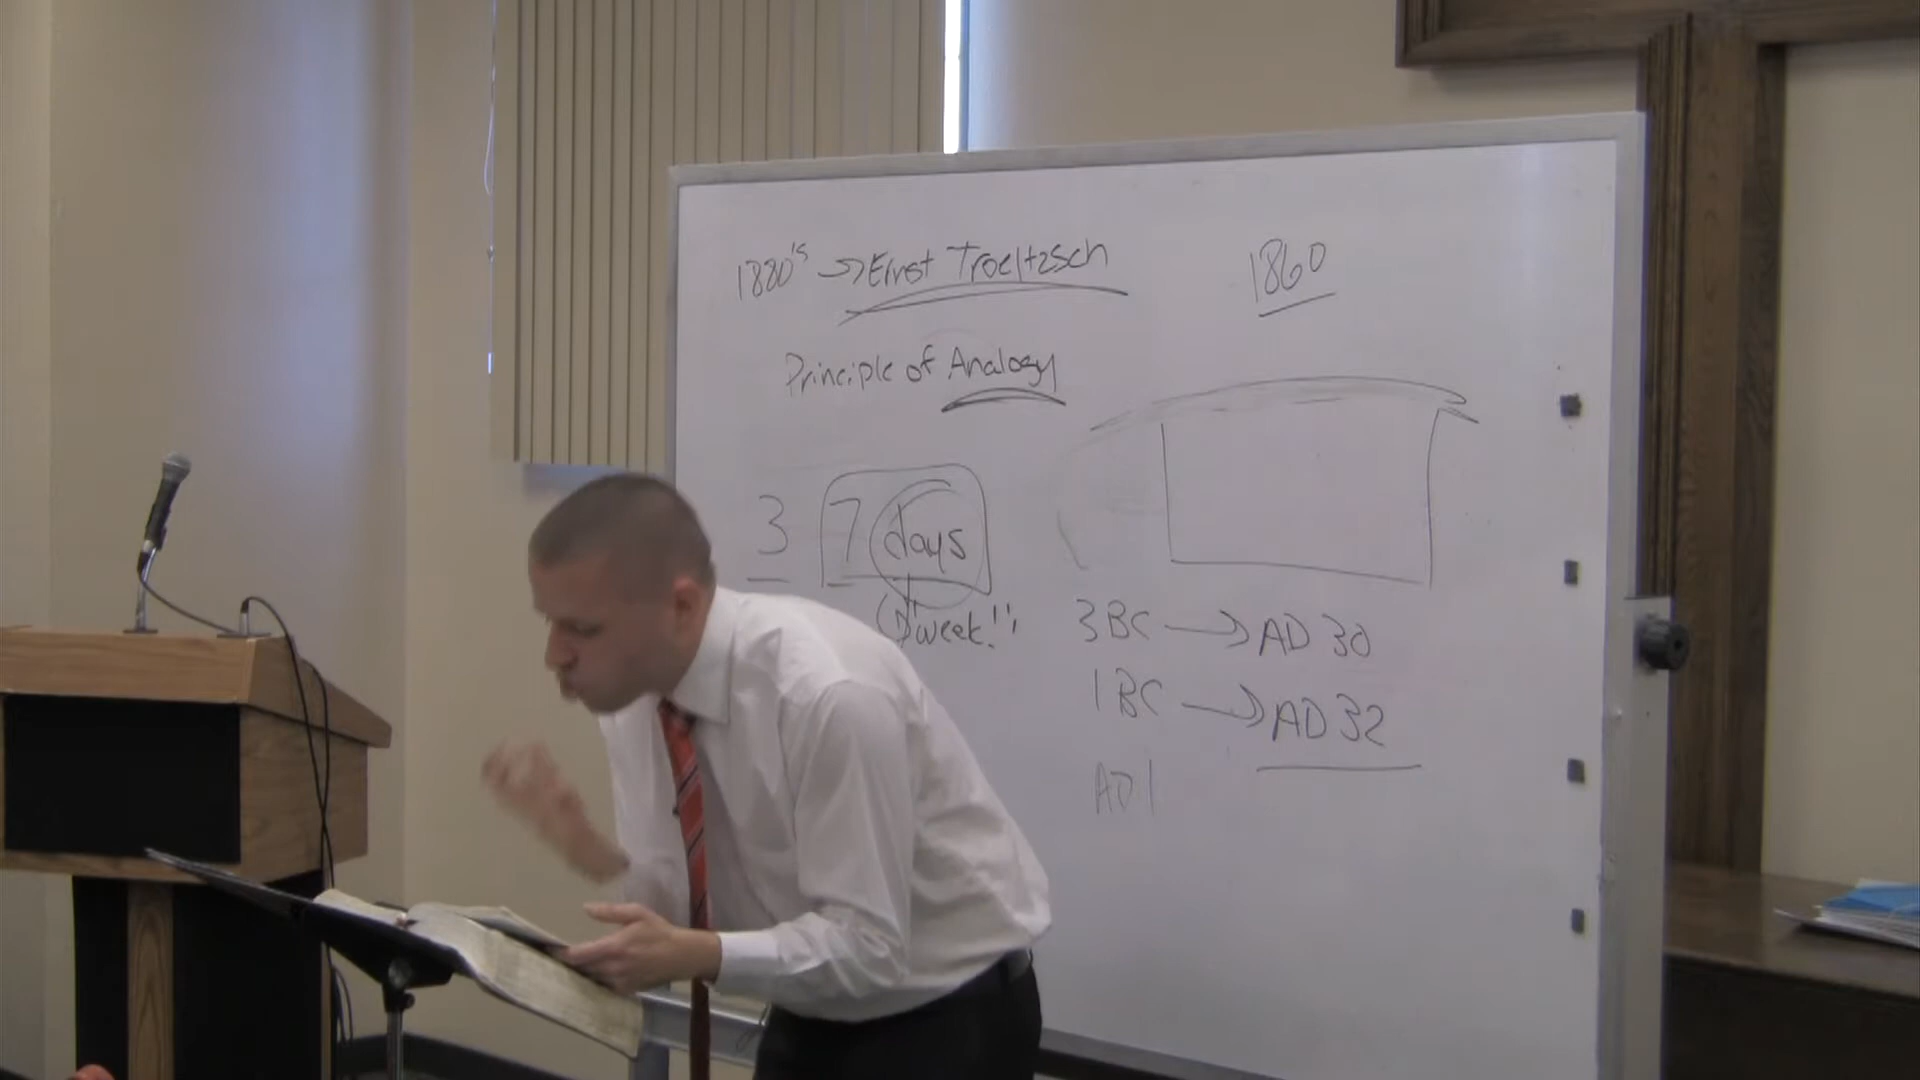 1880's → Ernst Troeltzsch
1860
Principle of Analogy
3 7 days
"week!"
3 BC → AD 30
1 BC → AD 32
AD 1